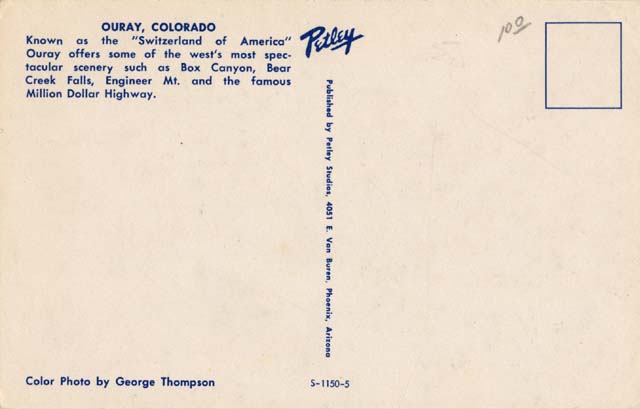 OURAY, COLORADO
Known as the "Switzerland of America"
Ouray offers some of the west's most spec-
tacular scenery such as Box Canyon, Bear
Creek Falls, Engineer Mt. and the famous
Million Dollar Highway.
Petley
Published by Petley Studios, 4051 E. Van Buren, Phoenix, Arizona
100
Color Photo by George Thompson
S-1150-5